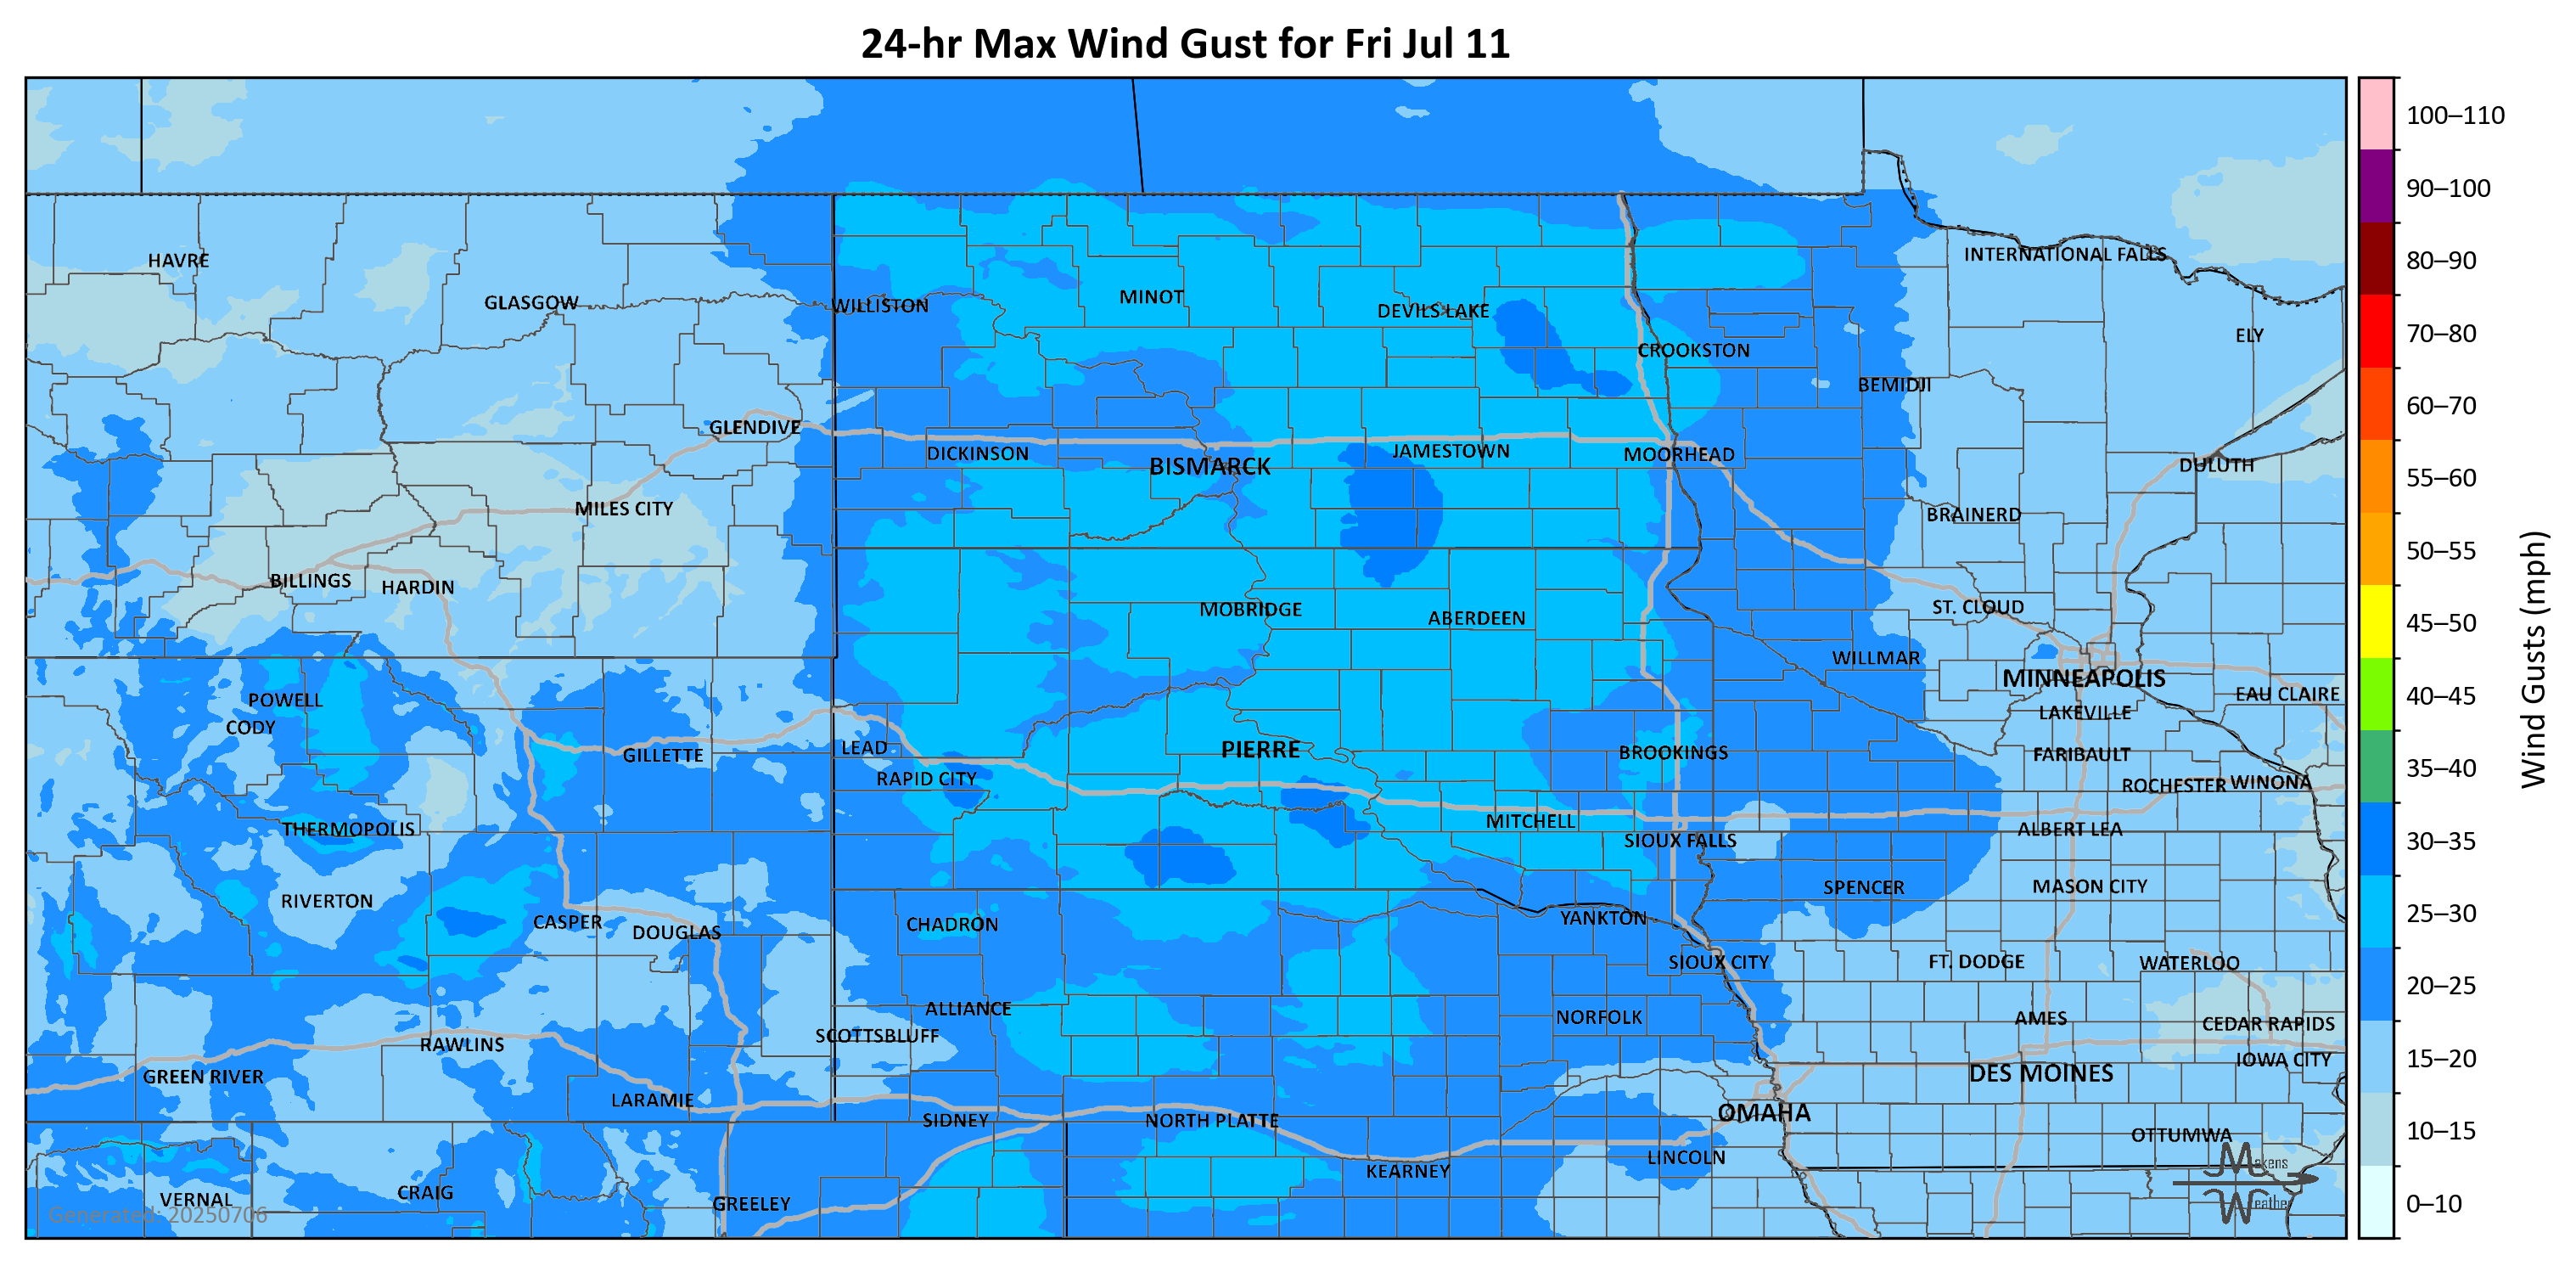 24-hr Max Wind Gust for Fri Jul 11
100–110
90–100
80–90
70–80
60–70
55–60
50–55
45–50
40–45
35–40
30–35
25–30
20–25
15–20
10–15
0–10
Wind Gusts (mph)
HAVRE
INTERNATIONAL FALLS
GLASGOW
WILLISTON
MINOT
DEVILS LAKE
ELY
CROOKSTON
BEMIDJI
GLENDIVE
DICKINSON
BISMARCK
JAMESTOWN
MOORHEAD
DULUTH
MILES CITY
BRAINERD
BILLINGS
HARDIN
MOBRIDGE
ABERDEEN
ST. CLOUD
WILLMAR
MINNEAPOLIS
EAU CLAIRE
POWELL
CODY
LAKEVILLE
GILLETTE
LEAD
PIERRE
BROOKINGS
FARIBAULT
RAPID CITY
ROCHESTER
WINONA
THERMOPOLIS
MITCHELL
SIOUX FALLS
ALBERT LEA
RIVERTON
SPENCER
MASON CITY
CASPER
DOUGLAS
CHADRON
YANKTON
SIOUX CITY
FT. DODGE
WATERLOO
ALLIANCE
NORFOLK
AMES
CEDAR RAPIDS
SCOTTSBLUFF
RAWLINS
IOWA CITY
GREEN RIVER
DES MOINES
LARAMIE
SIDNEY
NORTH PLATTE
OMAHA
OTTUMWA
KEARNEY
LINCOLN
VERNAL
CRAIG
GREELEY
Generated: 20250706
Makens
Weather